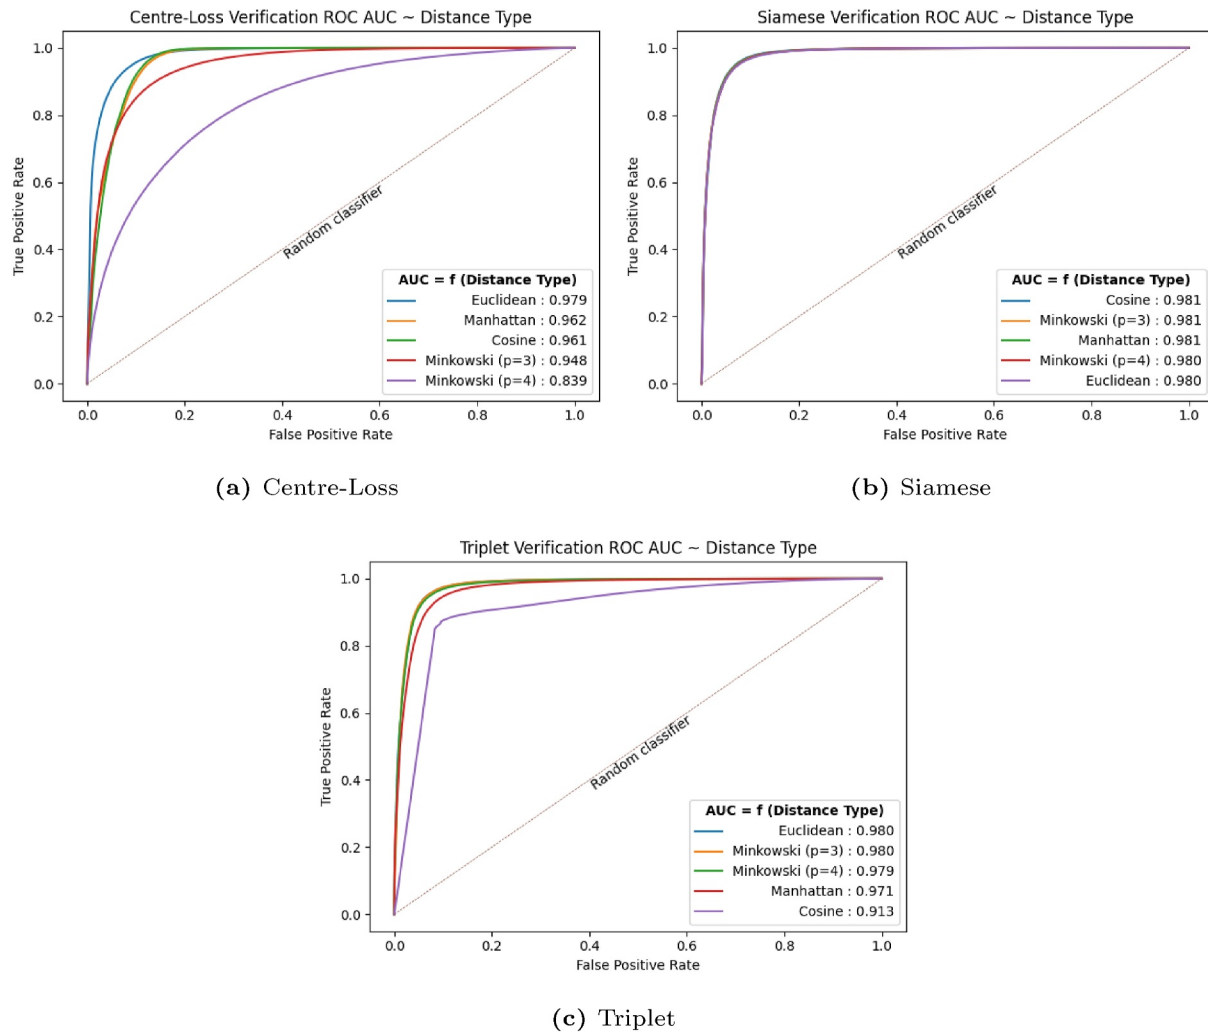 Centre-Loss Verification ROC AUC ~ Distance Type
True Positive Rate
1.0
0.8
0.6
0.4
0.2
0.0
Random classifier
AUC = f (Distance Type)
Euclidean : 0.979
Manhattan : 0.962
Cosine : 0.961
Minkowski (p=3) : 0.948
Minkowski (p=4) : 0.839
0.0 0.2 0.4 0.6 0.8 1.0
False Positive Rate
(a) Centre-Loss
Siamese Verification ROC AUC ~ Distance Type
True Positive Rate
1.0
0.8
0.6
0.4
0.2
0.0
Random classifier
AUC = f (Distance Type)
Cosine : 0.981
Minkowski (p=3) : 0.981
Manhattan : 0.981
Minkowski (p=4) : 0.980
Euclidean : 0.980
0.0 0.2 0.4 0.6 0.8 1.0
False Positive Rate
(b) Siamese
Triplet Verification ROC AUC ~ Distance Type
True Positive Rate
1.0
0.8
0.6
0.4
0.2
0.0
Random classifier
AUC = f (Distance Type)
Euclidean : 0.980
Minkowski (p=3) : 0.980
Minkowski (p=4) : 0.979
Manhattan : 0.971
Cosine : 0.913
0.0 0.2 0.4 0.6 0.8 1.0
False Positive Rate
(c) Triplet